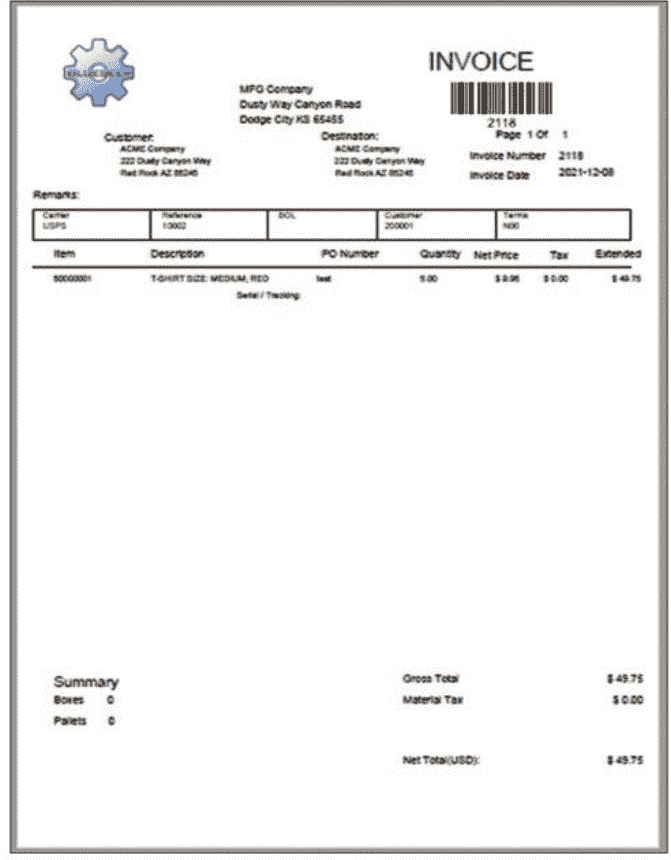 INVOICE
MFG Company
Dusty Way Canyon Road
Dodge City KS 65455
2118
Page 1 Of 1
Customer:
ACME Company
222 Dusty Canyon Way
Red Rock AZ 85245
Destination:
ACME Company
222 Dusty Canyon Way
Red Rock AZ 85245
Invoice Number 2118
Invoice Date 2021-12-08
Remarks:
Carrier Reference BOL Customer Terms
USPS 10002 200001 N00
Item Description PO Number Quantity Net Price Tax Extended
50000001 T-SHIRT SIZE: MEDIUM, RED test 5.00 $ 9.95 $ 0.00 $ 49.75
Serial / Tracking:
Summary
Boxes 0
Pallets 0
Gross Total $ 49.75
Material Tax $ 0.00
Net Total(USD): $ 49.75